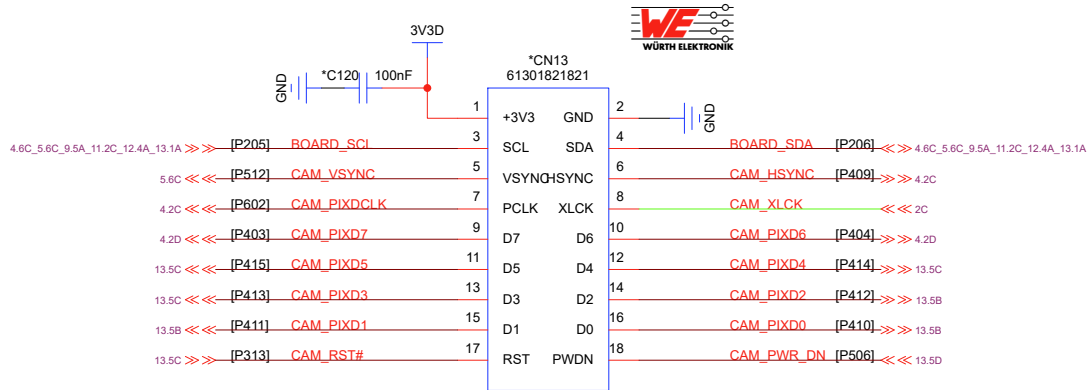 WE
WÜRTH ELEKTRONIK
3V3D
*CN13
61301821821
*C120 100nF
GND
1 +3V3 GND 2
GND
4.6C_5.6C_9.5A_11.2C_12.4A_13.1A [P205] BOARD_SCL 3 SCL SDA 4 BOARD_SDA [P206] 4.6C_5.6C_9.5A_11.2C_12.4A_13.1A
5.6C [P512] CAM_VSYNC 5 VSYNC HSYNC 6 CAM_HSYNC [P409] 4.2C
4.2C [P602] CAM_PIXDCLK 7 PCLK XLCK 8 CAM_XLCK 2C
4.2D [P403] CAM_PIXD7 9 D7 D6 10 CAM_PIXD6 [P404] 4.2D
13.5C [P415] CAM_PIXD5 11 D5 D4 12 CAM_PIXD4 [P414] 13.5C
13.5C [P413] CAM_PIXD3 13 D3 D2 14 CAM_PIXD2 [P412] 13.5B
13.5B [P411] CAM_PIXD1 15 D1 D0 16 CAM_PIXD0 [P410] 13.5B
13.5C [P313] CAM_RST# 17 RST PWDN 18 CAM_PWR_DN [P506] 13.5D